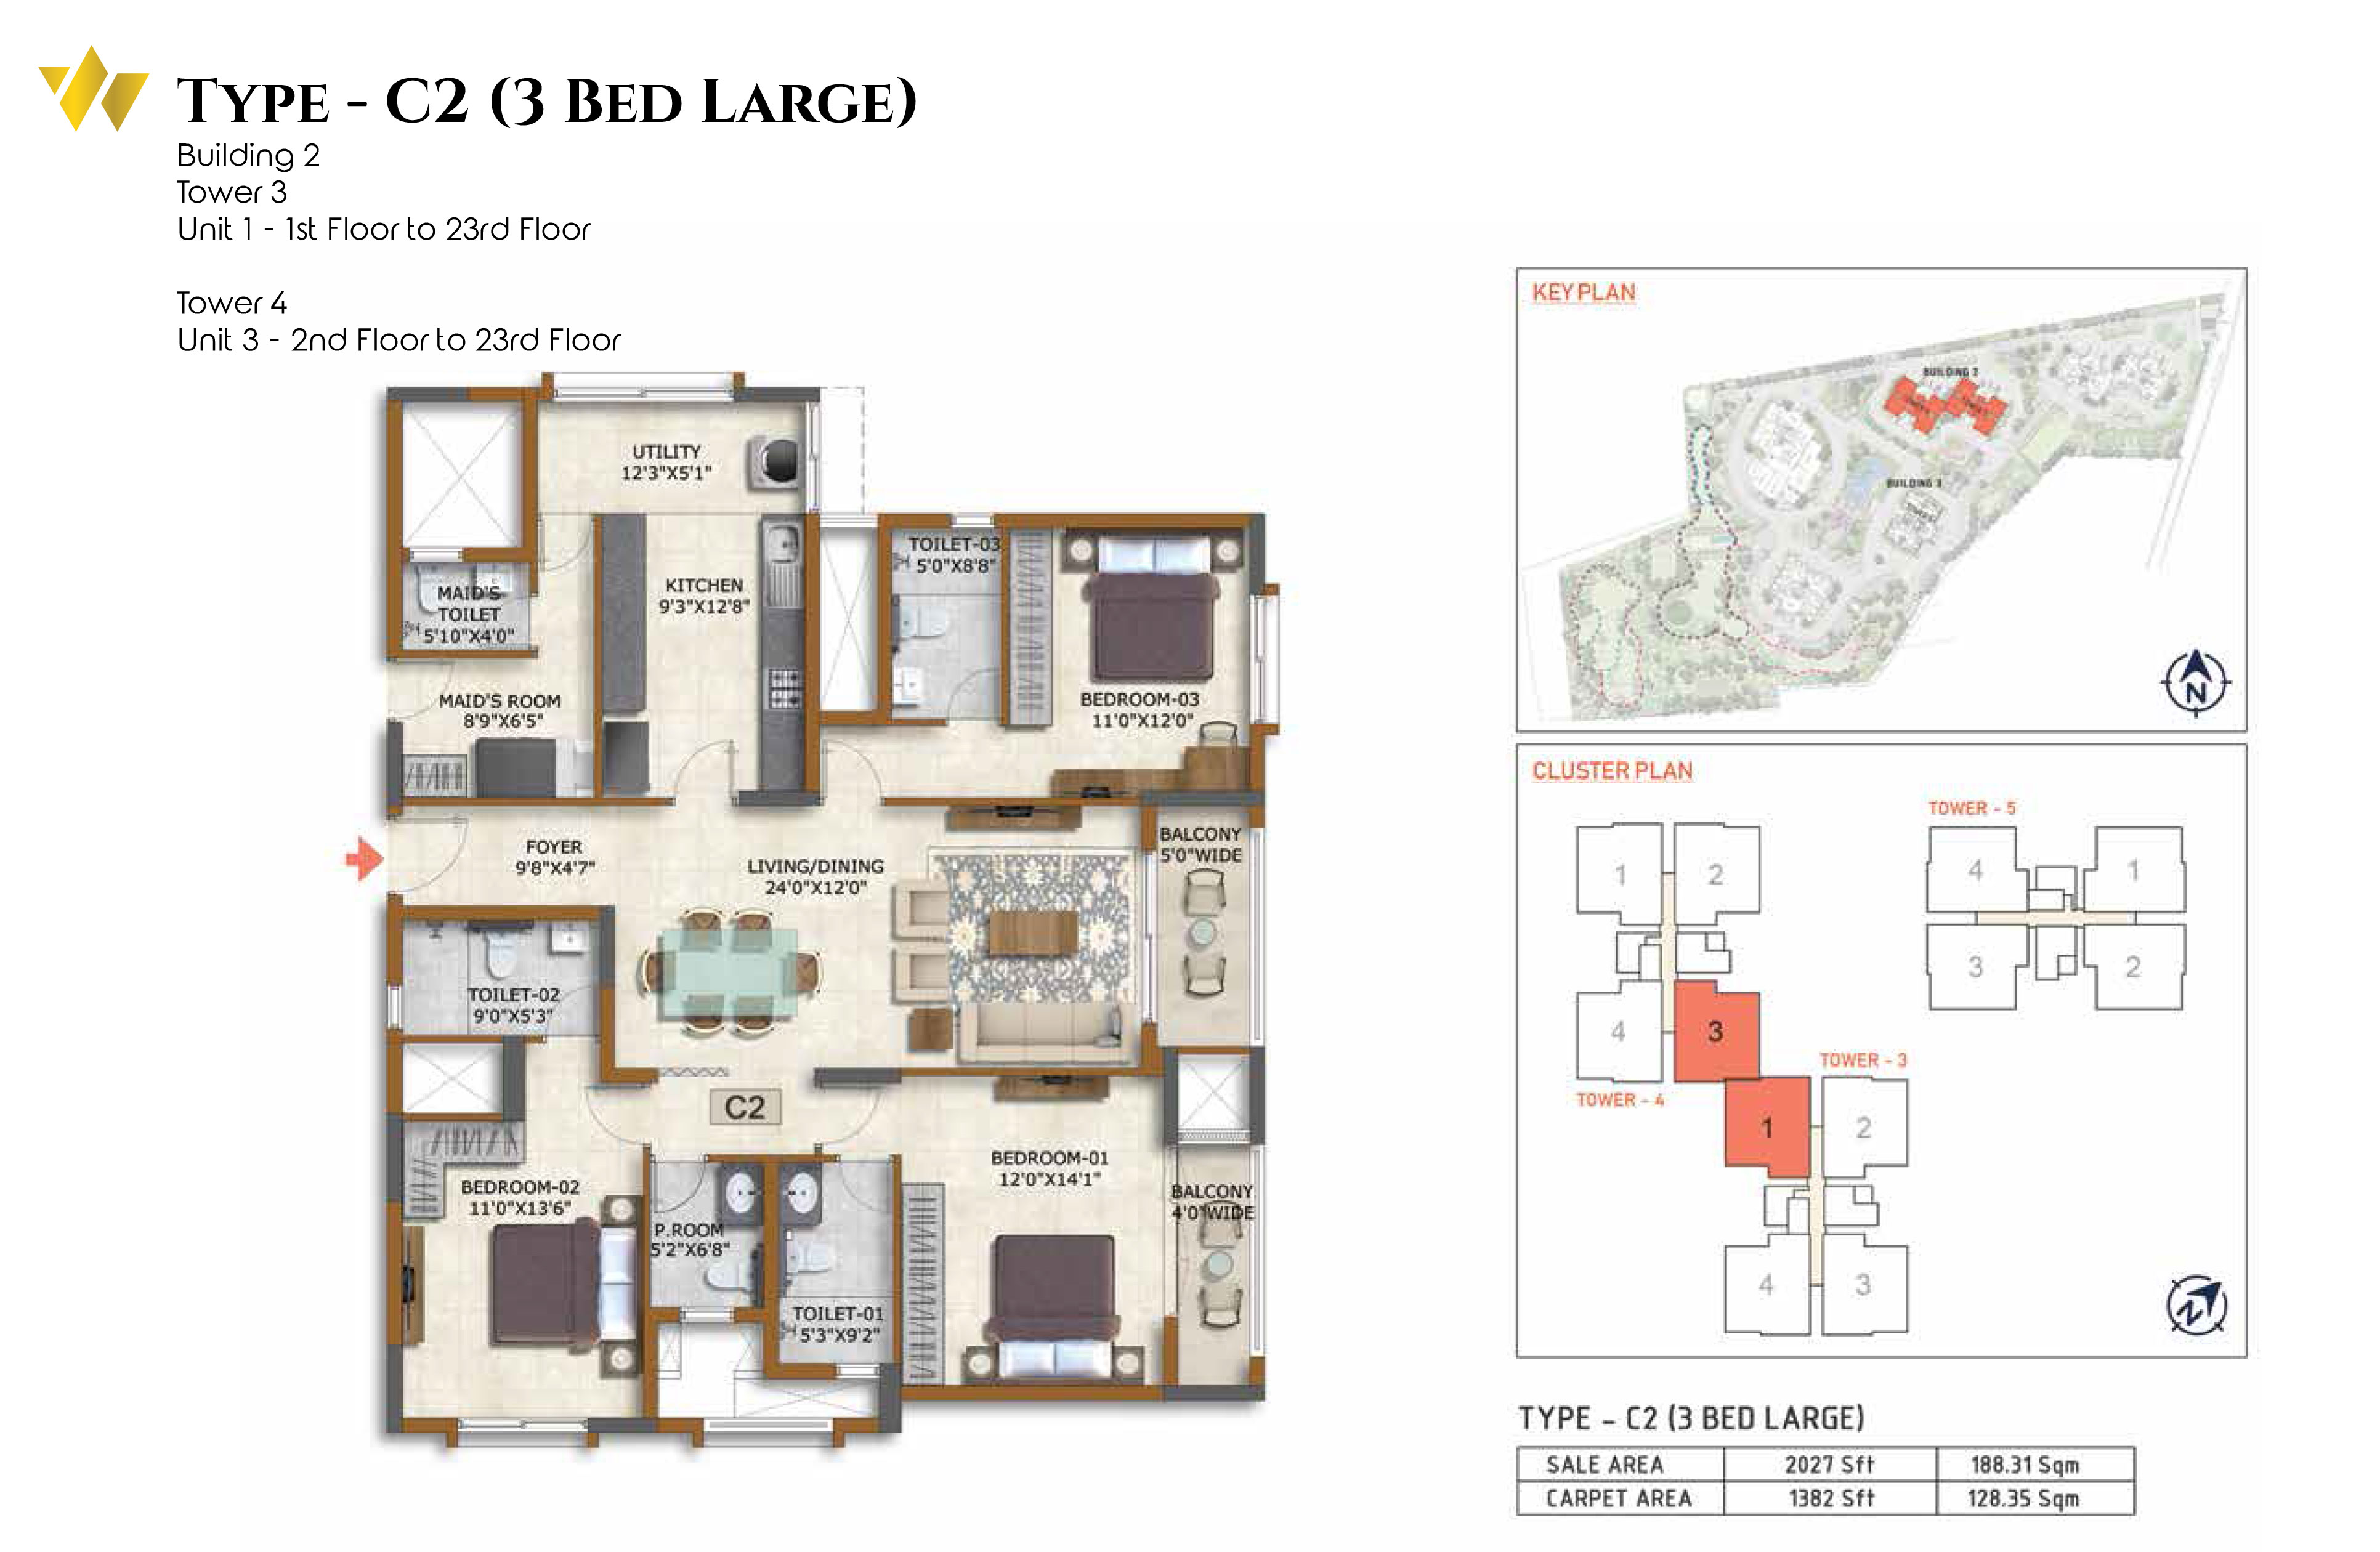 TYPE - C2 (3 BED LARGE)
Building 2
Tower 3
Unit 1 - 1st Floor to 23rd Floor
Tower 4
Unit 3 - 2nd Floor to 23rd Floor
UTILITY
12'3"X5'1"
MAID'S
TOILET
5'10"X4'0"
KITCHEN
9'3"X12'8"
TOILET-03
5'0"X8'8"
BEDROOM-03
11'0"X12'0"
MAID'S ROOM
8'9"X6'5"
FOYER
9'8"X4'7"
LIVING/DINING
24'0"X12'0"
BALCONY
5'0"WIDE
TOILET-02
9'0"X5'3"
C2
BEDROOM-02
11'0"X13'6"
P.ROOM
5'2"X6'8"
TOILET-01
5'3"X9'2"
BEDROOM-01
12'0"X14'1"
BALCONY
4'0"WIDE
KEY PLAN
BUILDING 2
BUILDING 3
N
CLUSTER PLAN
TOWER - 5
1
2
4
1
3
2
4
3
TOWER - 3
TOWER - 4
1
2
4
3
N
TYPE - C2 (3 BED LARGE)
SALE AREA 2027 Sft 188.31 Sqm
CARPET AREA 1382 Sft 128.35 Sqm